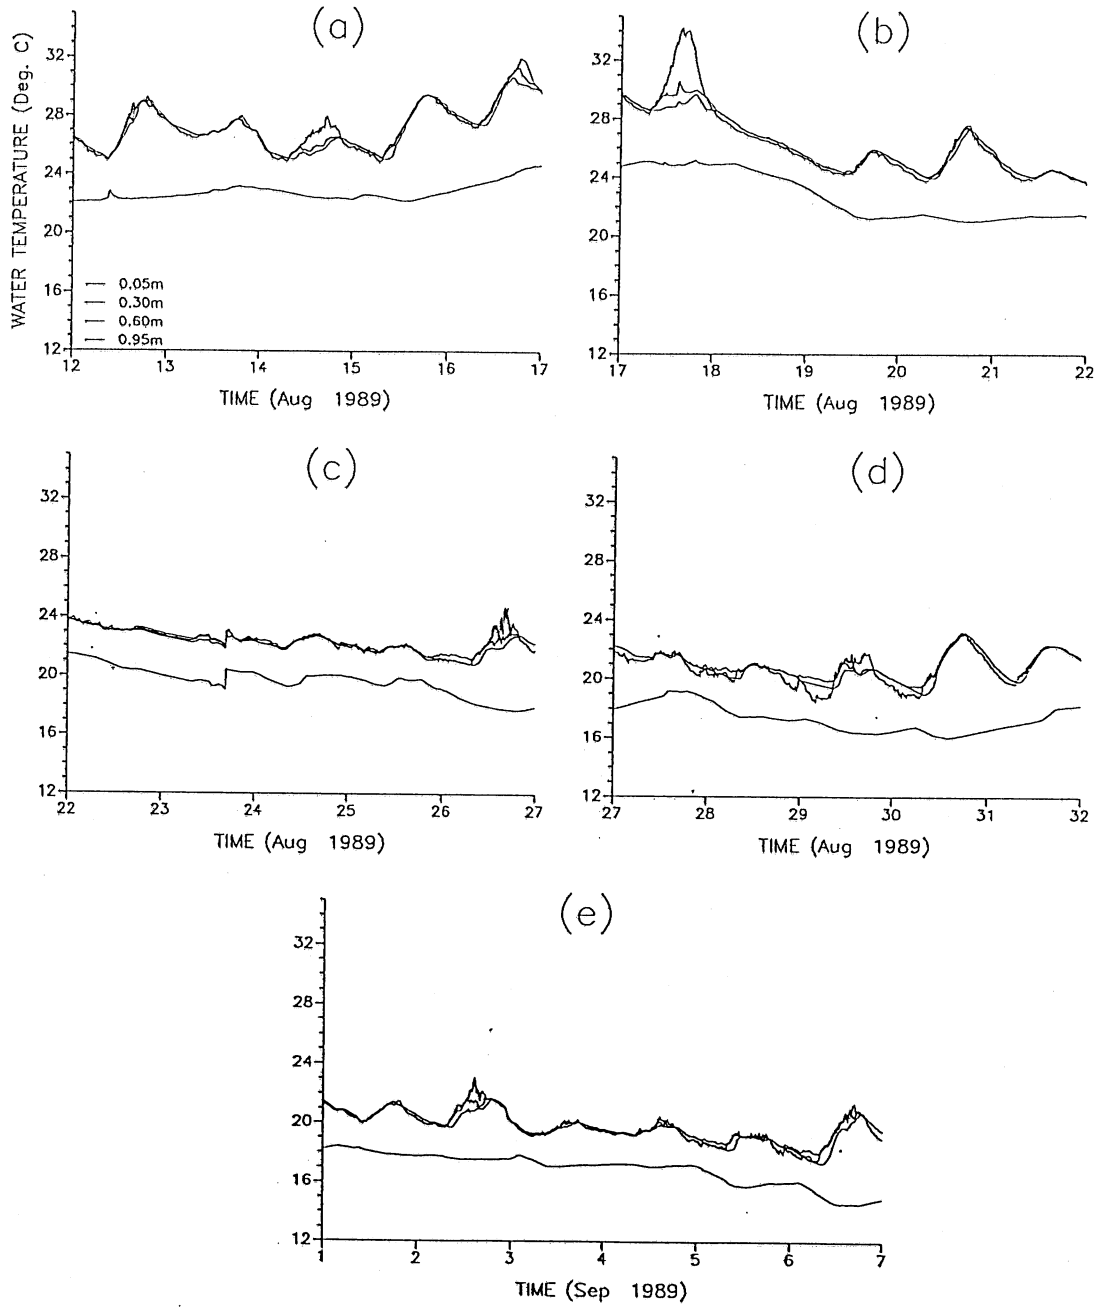 (a)
WATER TEMPERATURE (Deg. C)
32
28
24
20
16
12
0.05m
0.30m
0.60m
0.95m
12 13 14 15 16 17
TIME (Aug 1989)
(b)
32
28
24
20
16
12
17 18 19 20 21 22
TIME (Aug 1989)
(c)
32
28
24
20
16
12
22 23 24 25 26 27
TIME (Aug 1989)
(d)
32
28
24
20
16
12
27 28 29 30 31 32
TIME (Aug 1989)
(e)
32
28
24
20
16
12
1 2 3 4 5 6 7
TIME (Sep 1989)